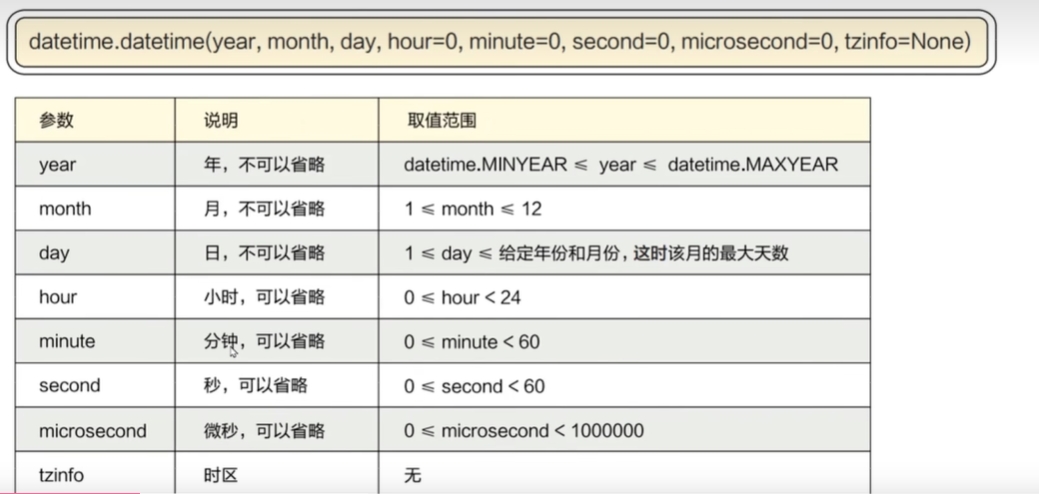 datetime.datetime(year, month, day, hour=0, minute=0, second=0, microsecond=0, tzinfo=None)
参数 说明 取值范围
year 年，不可以省略 datetime.MINYEAR ≤ year ≤ datetime.MAXYEAR
month 月，不可以省略 1 ≤ month ≤ 12
day 日，不可以省略 1 ≤ day ≤ 给定年份和月份，这时该月的最大天数
hour 小时，可以省略 0 ≤ hour < 24
minute 分钟，可以省略 0 ≤ minute < 60
second 秒，可以省略 0 ≤ second < 60
microsecond 微秒，可以省略 0 ≤ microsecond < 1000000
tzinfo 时区 无